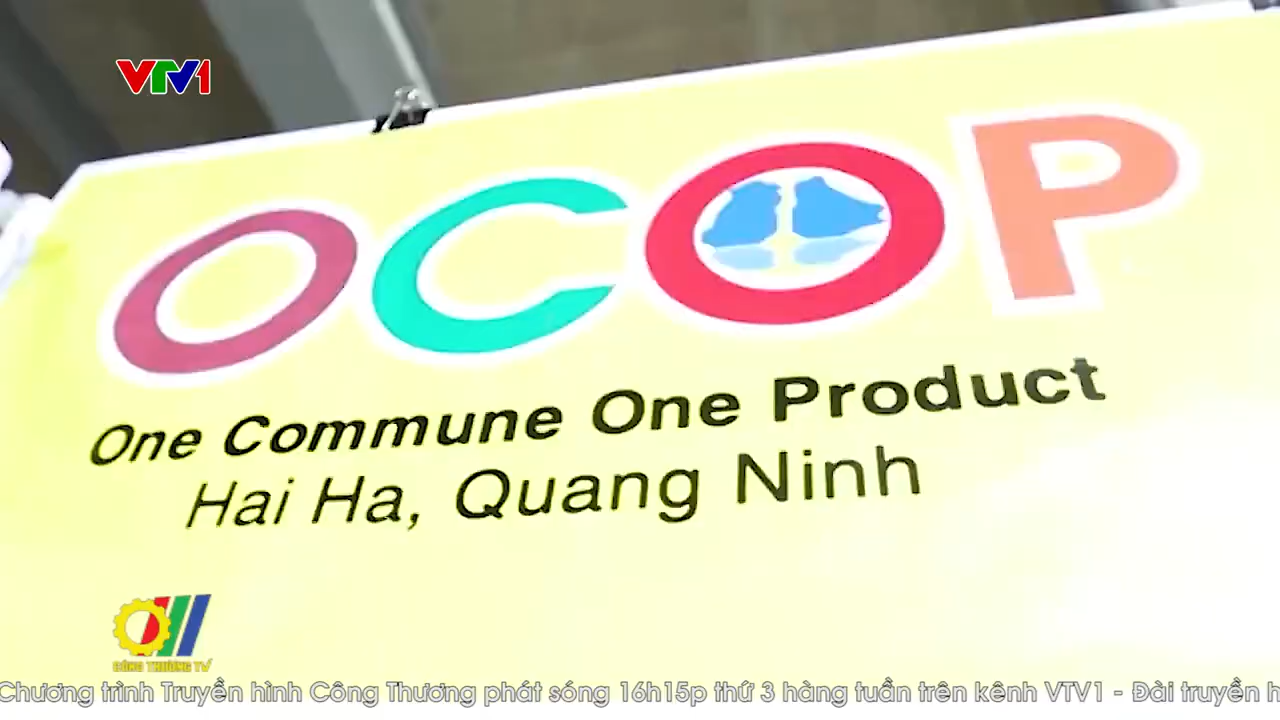 VTV1
OCOP
One Commune One Product
Hai Ha, Quang Ninh
CÔNG THƯƠNG TV
Chương trình Truyền hình Công Thương phát sóng 16h15p thứ 3 hàng tuần trên kênh VTV1 - Đài truyền h